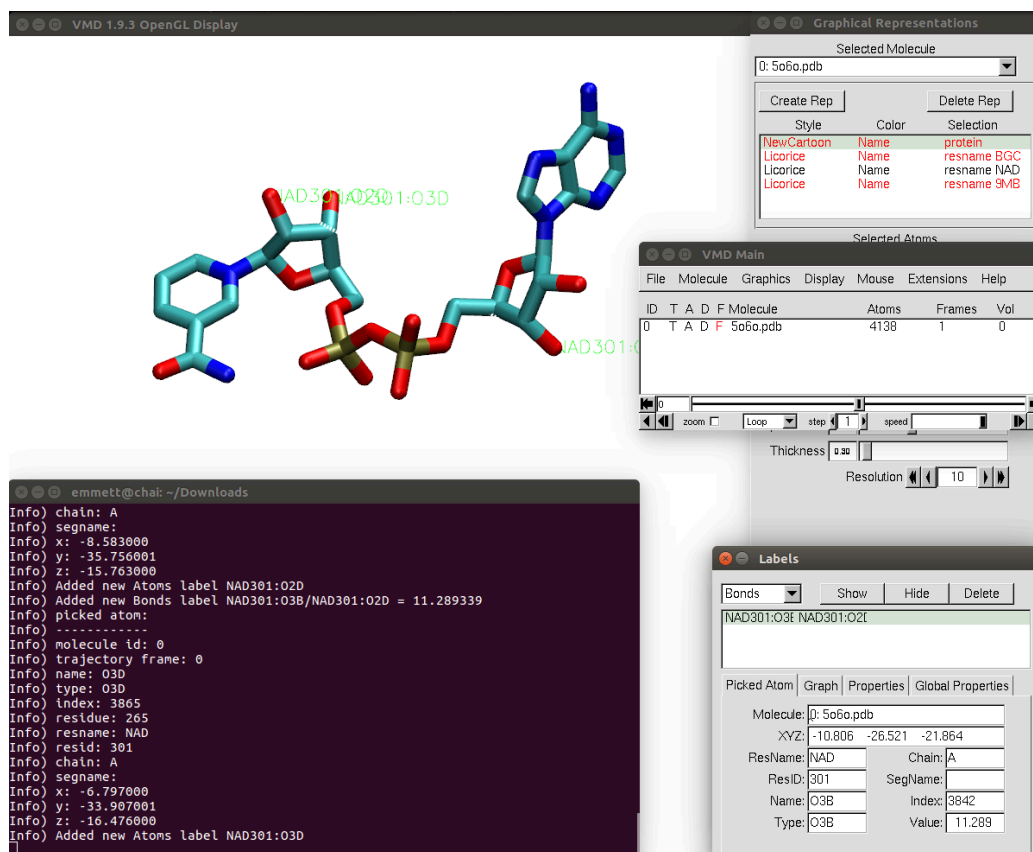 VMD 1.9.3 OpenGL Display
NAD301:O2D
NAD301:O3D
NAD301:O
Graphical Representations
Selected Molecule
0: 5o6o.pdb
Create Rep Delete Rep
Style Color Selection
NewCartoon Name protein
Licorice Name resname BGC
Licorice Name resname NAD
Licorice Name resname 9MB
Selected Atoms
VMD Main
File Molecule Graphics Display Mouse Extensions Help
ID T A D F Molecule Atoms Frames Vol
0 T A D F 5o6o.pdb 4138 1 0
0
zoom Loop step 1 speed
Thickness 0.30
Resolution 10
emmett@chai: ~/Downloads
Info) chain: A
Info) segname:
Info) x: -8.583000
Info) y: -35.756001
Info) z: -15.763000
Info) Added new Atoms label NAD301:O2D
Info) Added new Bonds label NAD301:O3B/NAD301:O2D = 11.289339
Info) picked atom:
Info) ------------
Info) molecule id: 0
Info) trajectory frame: 0
Info) name: O3D
Info) type: O3D
Info) index: 3865
Info) residue: 265
Info) resname: NAD
Info) resid: 301
Info) chain: A
Info) segname:
Info) x: -6.797000
Info) y: -33.907001
Info) z: -16.476000
Info) Added new Atoms label NAD301:O3D
Labels
Bonds Show Hide Delete
NAD301:O3B NAD301:O2D
Picked Atom Graph Properties Global Properties
Molecule: 0: 5o6o.pdb
XYZ: -10.806 -26.521 -21.864
ResName: NAD Chain: A
ResID: 301 SegName:
Name: O3B Index: 3842
Type: O3B Value: 11.289